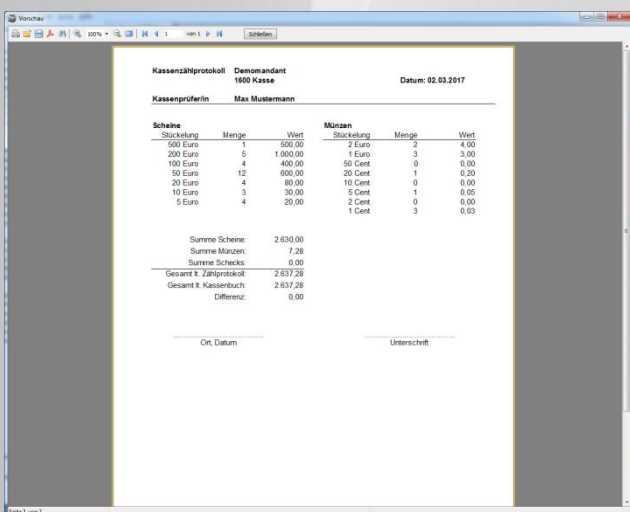 Vorschau
100%
1 von 1
Schließen
Kassenzählprotokoll Demomandant
1600 Kasse Datum: 02.03.2017
Kassenprüfer/in Max Mustermann
Scheine Münzen
Stückelung Menge Wert Stückelung Menge Wert
500 Euro 1 500,00 2 Euro 2 4,00
200 Euro 5 1.000,00 1 Euro 3 3,00
100 Euro 4 400,00 50 Cent 0 0,00
50 Euro 12 600,00 20 Cent 1 0,20
20 Euro 4 80,00 10 Cent 0 0,00
10 Euro 3 30,00 5 Cent 1 0,05
5 Euro 4 20,00 2 Cent 0 0,00
1 Cent 3 0,03
Summe Scheine: 2.630,00
Summe Münzen: 7,28
Summe Schecks: 0,00
Gesamt lt. Zählprotokoll: 2.637,28
Gesamt lt. Kassenbuch: 2.637,28
Differenz: 0,00
Ort, Datum Unterschrift
Seite 1 von 1